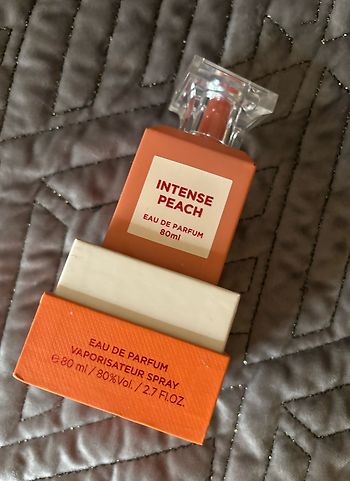 INTENSE
PEACH
EAU DE PARFUM
80ml
EAU DE PARFUM
VAPORISATEUR SPRAY
℮ 80 ml / 80%Vol. / 2.7 Fl.OZ.